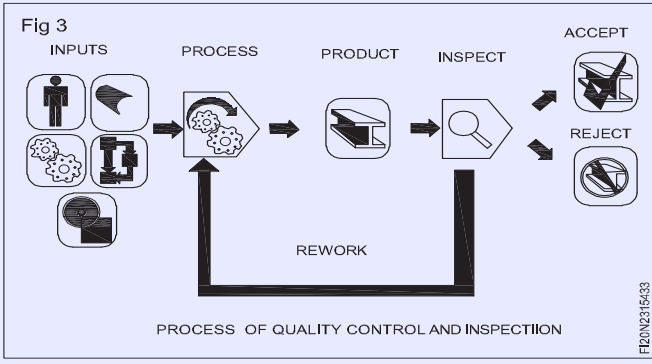 Fig 3
INPUTS
PROCESS
PRODUCT
INSPECT
ACCEPT
REJECT
REWORK
PROCESS OF QUALITY CONTROL AND INSPECTIION
FI20N2315433